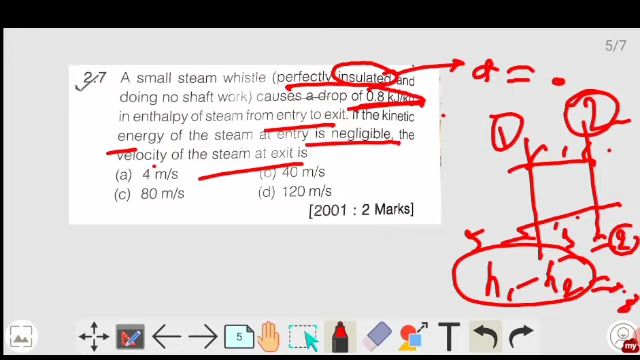 5/7
2.7 A small steam whistle (perfectly insulated and
doing no shaft work) causes a drop of 0.8 kJ/kg
in enthalpy of steam from entry to exit. If the kinetic
energy of the steam at entry is negligible, the
velocity of the steam at exit is
(a) 4 m/s (b) 40 m/s
(c) 80 m/s (d) 120 m/s
[2001 : 2 Marks]
1
2
2
h₁-h₂
5
T
my